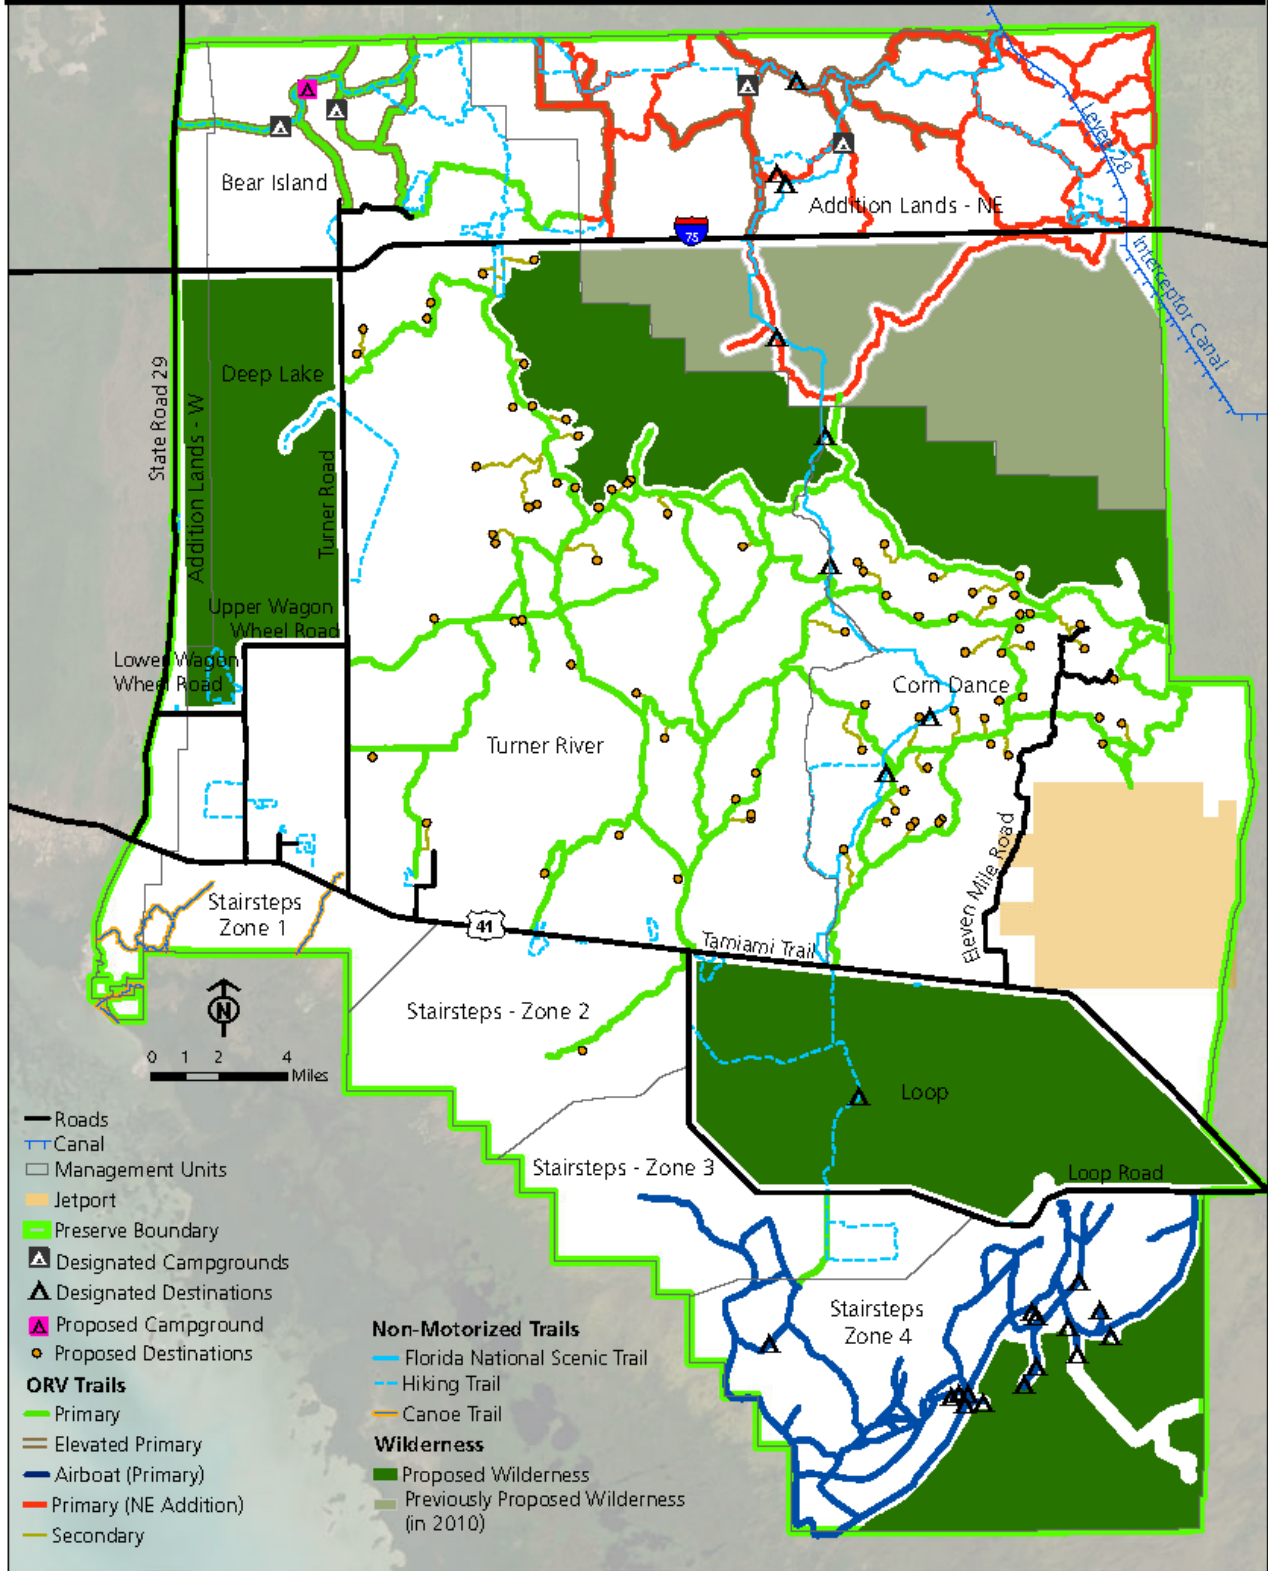 Level 28
Bear Island
Addition Lands - NE
75
Interceptor Canal
State Road 29
Deep Lake
Addition Lands - W
Turner Road
Upper Wagon
Wheel Road
Lower Wagon
Wheel Road
Corn Dance
Turner River
Eleven Mile Road
Stairsteps
Zone 1
41
Tamiami Trail
N
Stairsteps - Zone 2
0 1 2 4
Miles
Loop
Stairsteps - Zone 3
Loop Road
Stairsteps
Zone 4
Roads
Canal
Management Units
Jetport
Preserve Boundary
Designated Campgrounds
Designated Destinations
Proposed Campground
Proposed Destinations
ORV Trails
Primary
Elevated Primary
Airboat (Primary)
Primary (NE Addition)
Secondary
Non-Motorized Trails
Florida National Scenic Trail
Hiking Trail
Canoe Trail
Wilderness
Proposed Wilderness
Previously Proposed Wilderness
(in 2010)